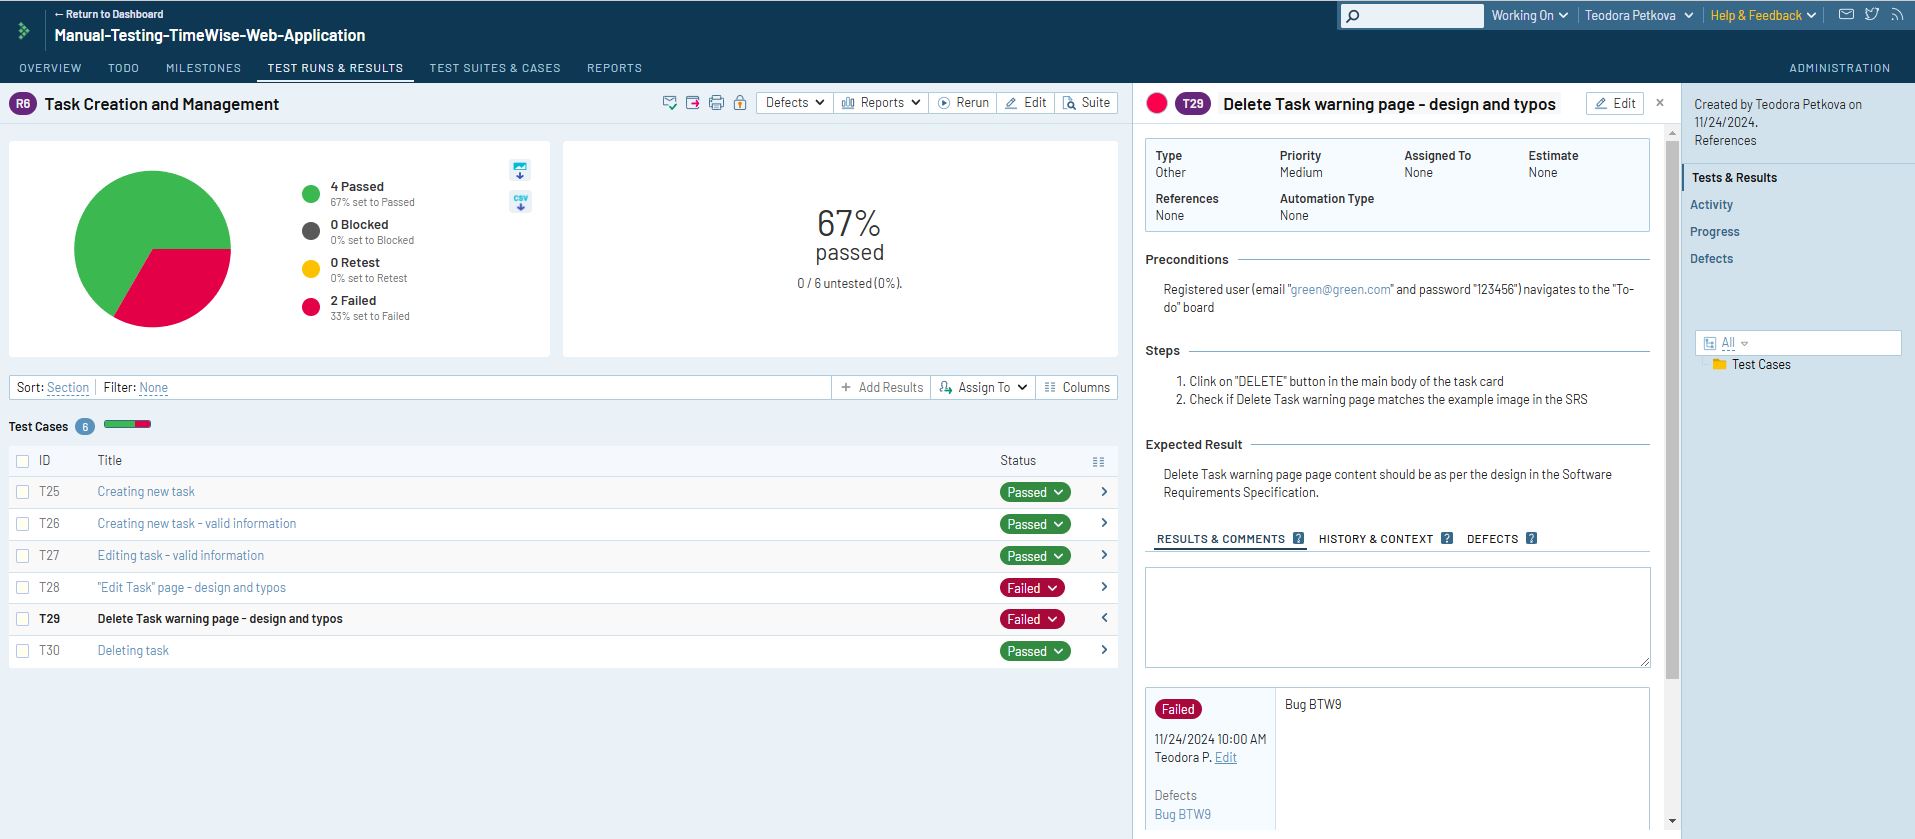 ← Return to Dashboard
Manual-Testing-TimeWise-Web-Application
Working On
Teodora Petkova
Help & Feedback
OVERVIEW TODO MILESTONES TEST RUNS & RESULTS TEST SUITES & CASES REPORTS ADMINISTRATION
R6 Task Creation and Management
Defects Reports Rerun Edit Suite
4 Passed
67% set to Passed
0 Blocked
0% set to Blocked
0 Retest
0% set to Retest
2 Failed
33% set to Failed
CSV
67%
passed
0 / 6 untested (0%).
Sort: Section Filter: None
+ Add Results Assign To Columns
Test Cases 6
ID Title Status
T25 Creating new task Passed
T26 Creating new task - valid information Passed
T27 Editing task - valid information Passed
T28 "Edit Task" page - design and typos Failed
T29 Delete Task warning page - design and typos Failed
T30 Deleting task Passed
T29 Delete Task warning page - design and typos Edit ×
Type Priority Assigned To Estimate
Other Medium None None
References Automation Type
None None
Preconditions
Registered user (email "green@green.com" and password "123456") navigates to the "To-
do" board
Steps
1. Clink on "DELETE" button in the main body of the task card
2. Check if Delete Task warning page matches the example image in the SRS
Expected Result
Delete Task warning page page content should be as per the design in the Software
Requirements Specification.
RESULTS & COMMENTS ? HISTORY & CONTEXT ? DEFECTS ?
Failed
11/24/2024 10:00 AM
Teodora P. Edit
Defects
Bug BTW9
Bug BTW9
Created by Teodora Petkova on
11/24/2024.
References
Tests & Results
Activity
Progress
Defects
All
Test Cases